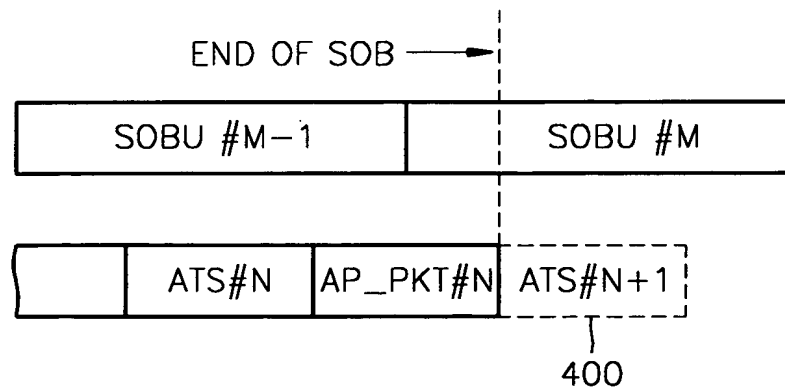 END OF SOB
SOBU #M-1 SOBU #M
ATS#N AP_PKT#N ATS#N+1
400